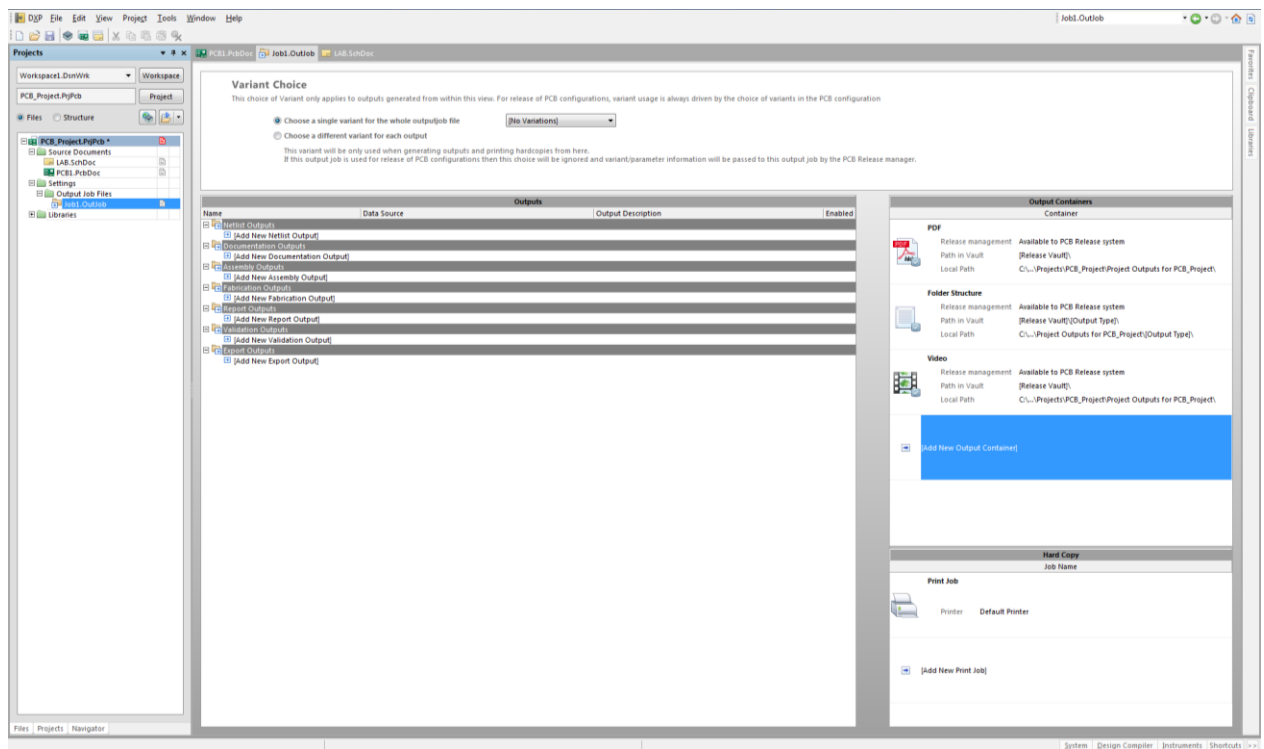 DXP File Edit View Project Tools Window Help
Job1.OutJob
Projects
PCB1.PcbDoc Job1.OutJob LAB.SchDoc
Workspace1.DsnWrk Workspace
PCB_Project.PrjPcb Project
Files Structure
PCB_Project.PrjPcb *
Source Documents
LAB.SchDoc
PCB1.PcbDoc
Settings
Output Job Files
Job1.OutJob
Libraries
Variant Choice
This choice of Variant only applies to outputs generated from within this view. For release of PCB configurations, variant usage is always driven by the choice of variants in the PCB configuration
Choose a single variant for the whole outputjob file [No Variations]
Choose a different variant for each output
This variant will be only used when generating outputs and printing hardcopies from here.
If this output job is used for release of PCB configurations then this choice will be ignored and variant/parameter information will be passed to this output job by the PCB Release manager.
Outputs
Name Data Source Output Description Enabled
Netlist Outputs
[Add New Netlist Output]
Documentation Outputs
[Add New Documentation Output]
Assembly Outputs
[Add New Assembly Output]
Fabrication Outputs
[Add New Fabrication Output]
Report Outputs
[Add New Report Output]
Validation Outputs
[Add New Validation Output]
Export Outputs
[Add New Export Output]
Output Containers
Container
PDF
Release management Available to PCB Release system
Path in Vault [Release Vault]\
Local Path C:\...\Projects\PCB_Project\Project Outputs for PCB_Project\
Folder Structure
Release management Available to PCB Release system
Path in Vault [Release Vault]\[Output Type]\
Local Path C:\...\Project Outputs for PCB_Project\[Output Type]\
Video
Release management Available to PCB Release system
Path in Vault [Release Vault]\
Local Path C:\...\Projects\PCB_Project\Project Outputs for PCB_Project\
[Add New Output Container]
Hard Copy
Job Name
Print Job
Printer Default Printer
[Add New Print Job]
Favorites
Clipboard
Libraries
Files Projects Navigator
System Design Compiler Instruments Shortcuts >>